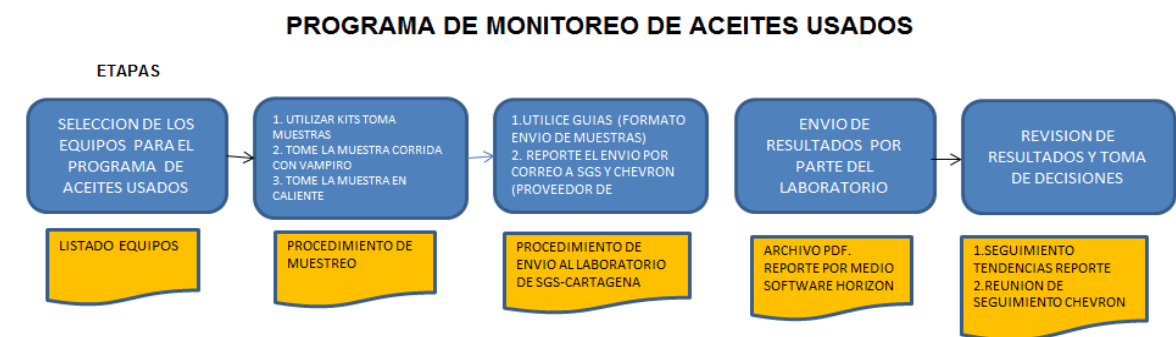 PROGRAMA DE MONITOREO DE ACEITES USADOS
ETAPAS
SELECCION DE LOS
EQUIPOS PARA EL
PROGRAMA DE
ACEITES USADOS
1. UTILIZAR KITS TOMA
MUESTRAS
2. TOME LA MUESTRA CORRIDA
CON VAMPIRO
3. TOME LA MUESTRA EN
CALIENTE
1.UTILICE GUIAS (FORMATO
ENVIO DE MUESTRAS)
2. REPORTE EL ENVIO POR
CORREO A SGS Y CHEVRON
(PROVEEDOR DE
ENVIO DE
RESULTADOS POR
PARTE DEL
LABORATORIO
REVISION DE
RESULTADOS Y TOMA
DE DECISIONES
LISTADO EQUIPOS
PROCEDIMIENTO DE
MUESTREO
PROCEDIMIENTO DE
ENVIO AL LABORATORIO
DE SGS-CARTAGENA
ARCHIVO PDF.
REPORTE POR MEDIO
SOFTWARE HORIZON
1.SEGUIMIENTO
TENDENCIAS REPORTE
2.REUNION DE
SEGUIMIENTO CHEVRON